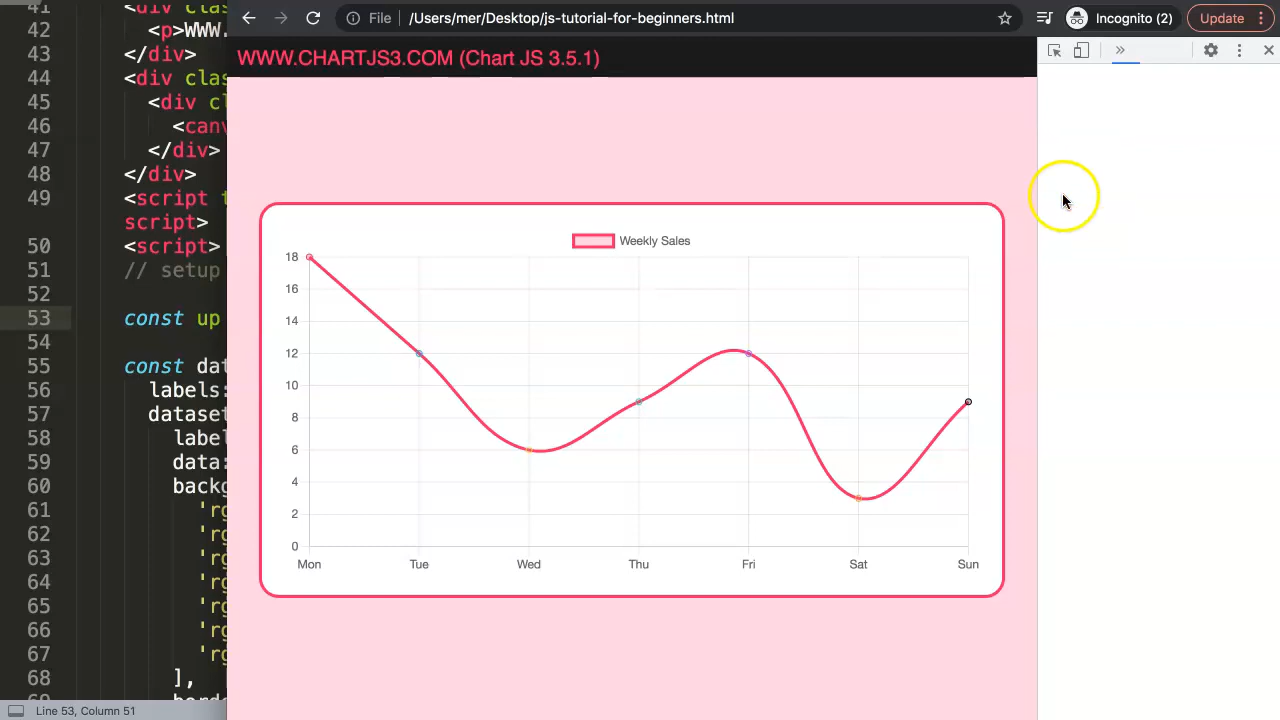 41 <div clas
42 <p>WWW.
43 </div>
44 <div clas
45 <div cl
46 <canv
47 </div>
48 </div>
49 <script t
script>
50 <script>
51 // setup
52
53 const up
54
55 const dat
56 labels:
57 dataset
58 label
59 data:
60 backg
61 'rg
62 'rg
63 'rg
64 'rg
65 'rg
66 'rg
67 'rg
68 ],
69 bord
Line 53, Column 51
File /Users/mer/Desktop/js-tutorial-for-beginners.html
Incognito (2)
Update
WWW.CHARTJS3.COM (Chart JS 3.5.1)
Weekly Sales
18
16
14
12
10
8
6
4
2
0
Mon Tue Wed Thu Fri Sat Sun